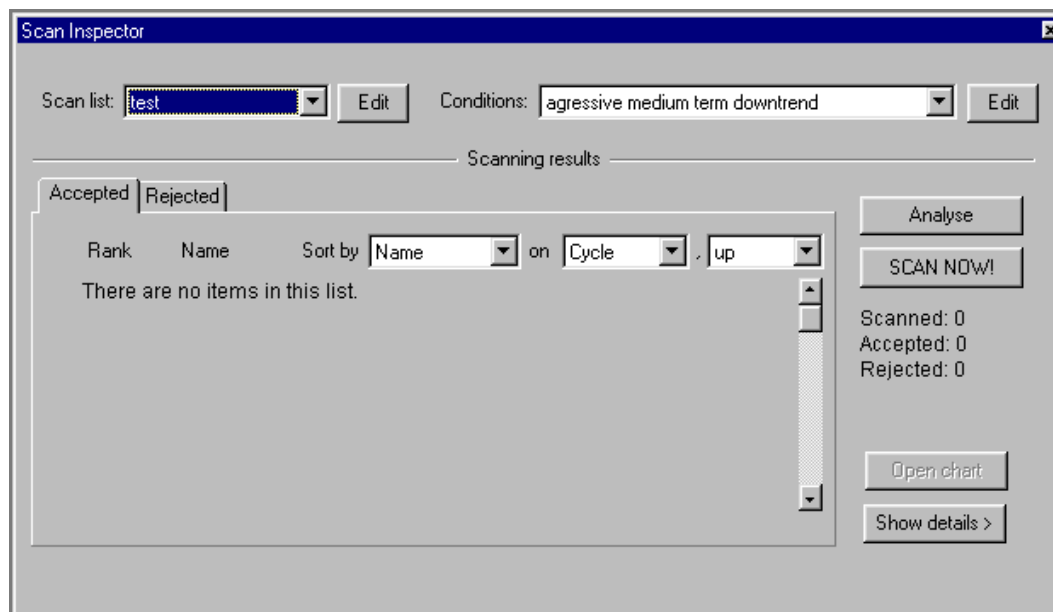 Scan Inspector
Scan list: test Edit Conditions: agressive medium term downtrend Edit
Scanning results
Accepted Rejected
Analyse
Rank Name Sort by Name on Cycle , up
SCAN NOW!
There are no items in this list.
Scanned: 0
Accepted: 0
Rejected: 0
Open chart
Show details >